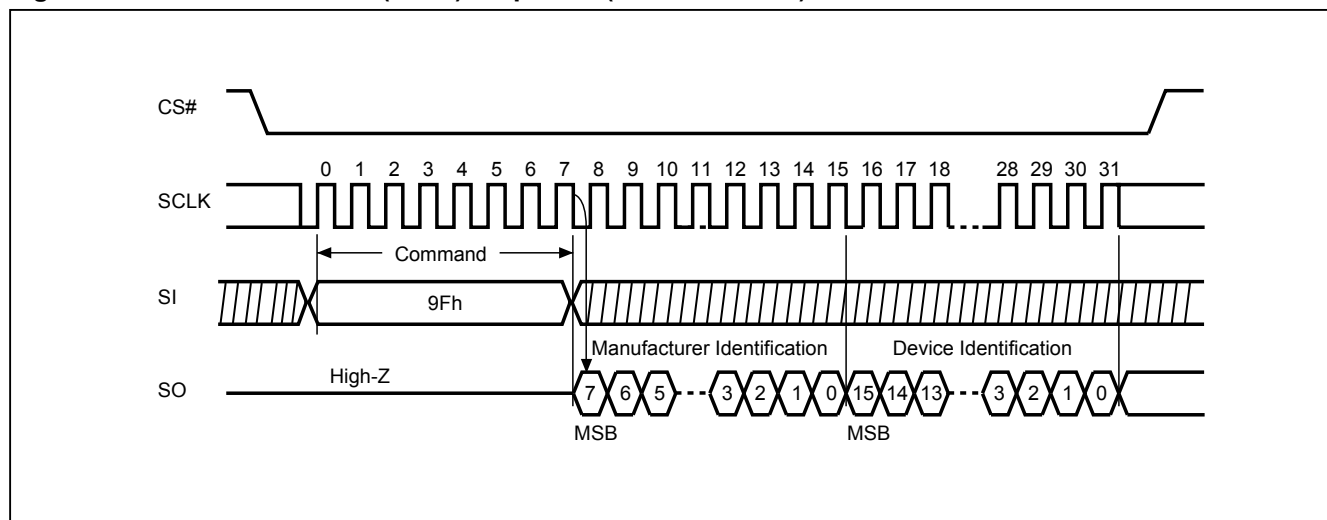 CS#
0 1 2 3 4 5 6 7 8 9 10 11 12 13 14 15 16 17 18 28 29 30 31
SCLK
Command
SI
9Fh
Manufacturer Identification Device Identification
High-Z
SO
7 6 5 3 2 1 0 15 14 13 3 2 1 0
MSB MSB